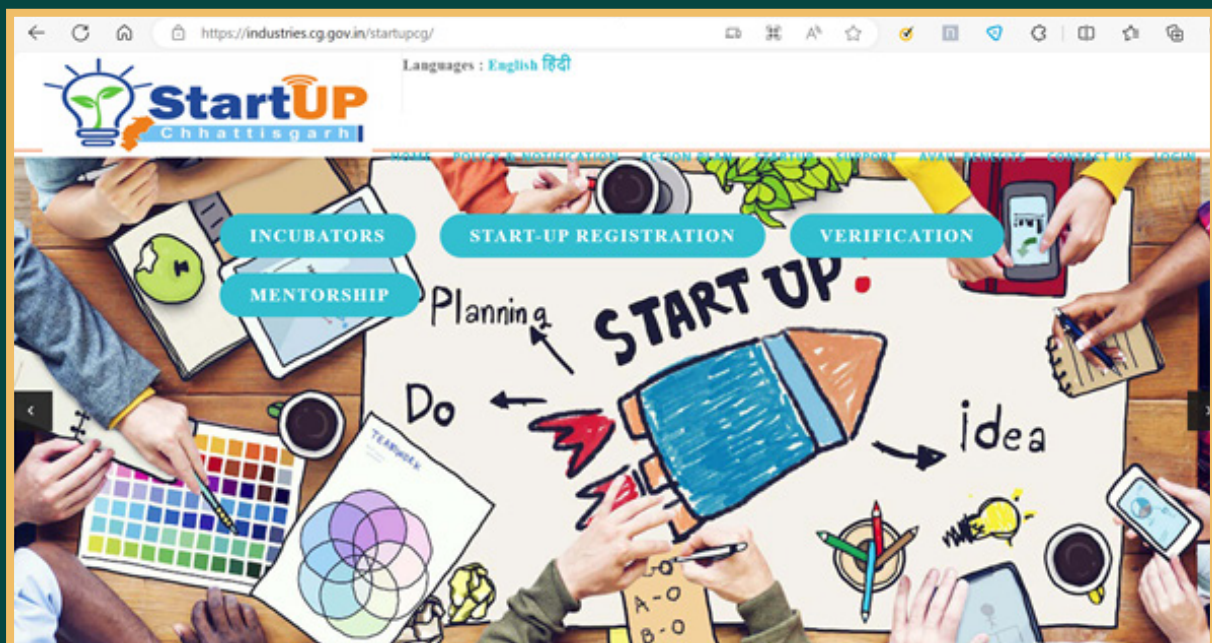 https://industries.cg.gov.in/startupcg/
Languages : English हिंदी
StartUP
Chhattisgarh
HOME POLICY & NOTIFICATION ACTION PLAN STARTUP SUPPORT AVAIL BENEFITS CONTACT US LOGIN
INCUBATORS START-UP REGISTRATION VERIFICATION
MENTORSHIP
Planning
START UP!
Do
idea
TEAMWORK
A-O
B-O